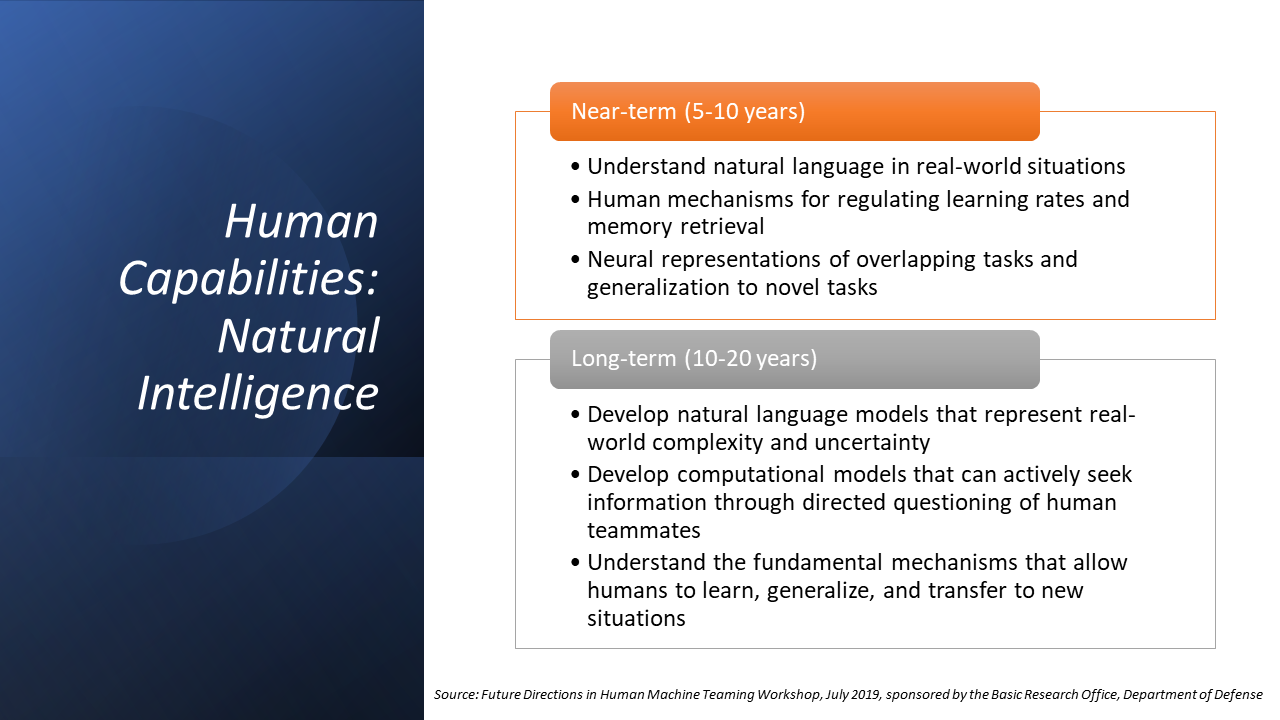 Human
Capabilities:
Natural
Intelligence
Near-term (5-10 years)
• Understand natural language in real-world situations
• Human mechanisms for regulating learning rates and
memory retrieval
• Neural representations of overlapping tasks and
generalization to novel tasks
Long-term (10-20 years)
• Develop natural language models that represent real-
world complexity and uncertainty
• Develop computational models that can actively seek
information through directed questioning of human
teammates
• Understand the fundamental mechanisms that allow
humans to learn, generalize, and transfer to new
situations
Source: Future Directions in Human Machine Teaming Workshop, July 2019, sponsored by the Basic Research Office, Department of Defense